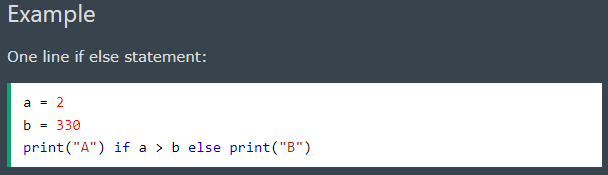 Example
One line if else statement:
a = 2
b = 330
print("A") if a > b else print("B")